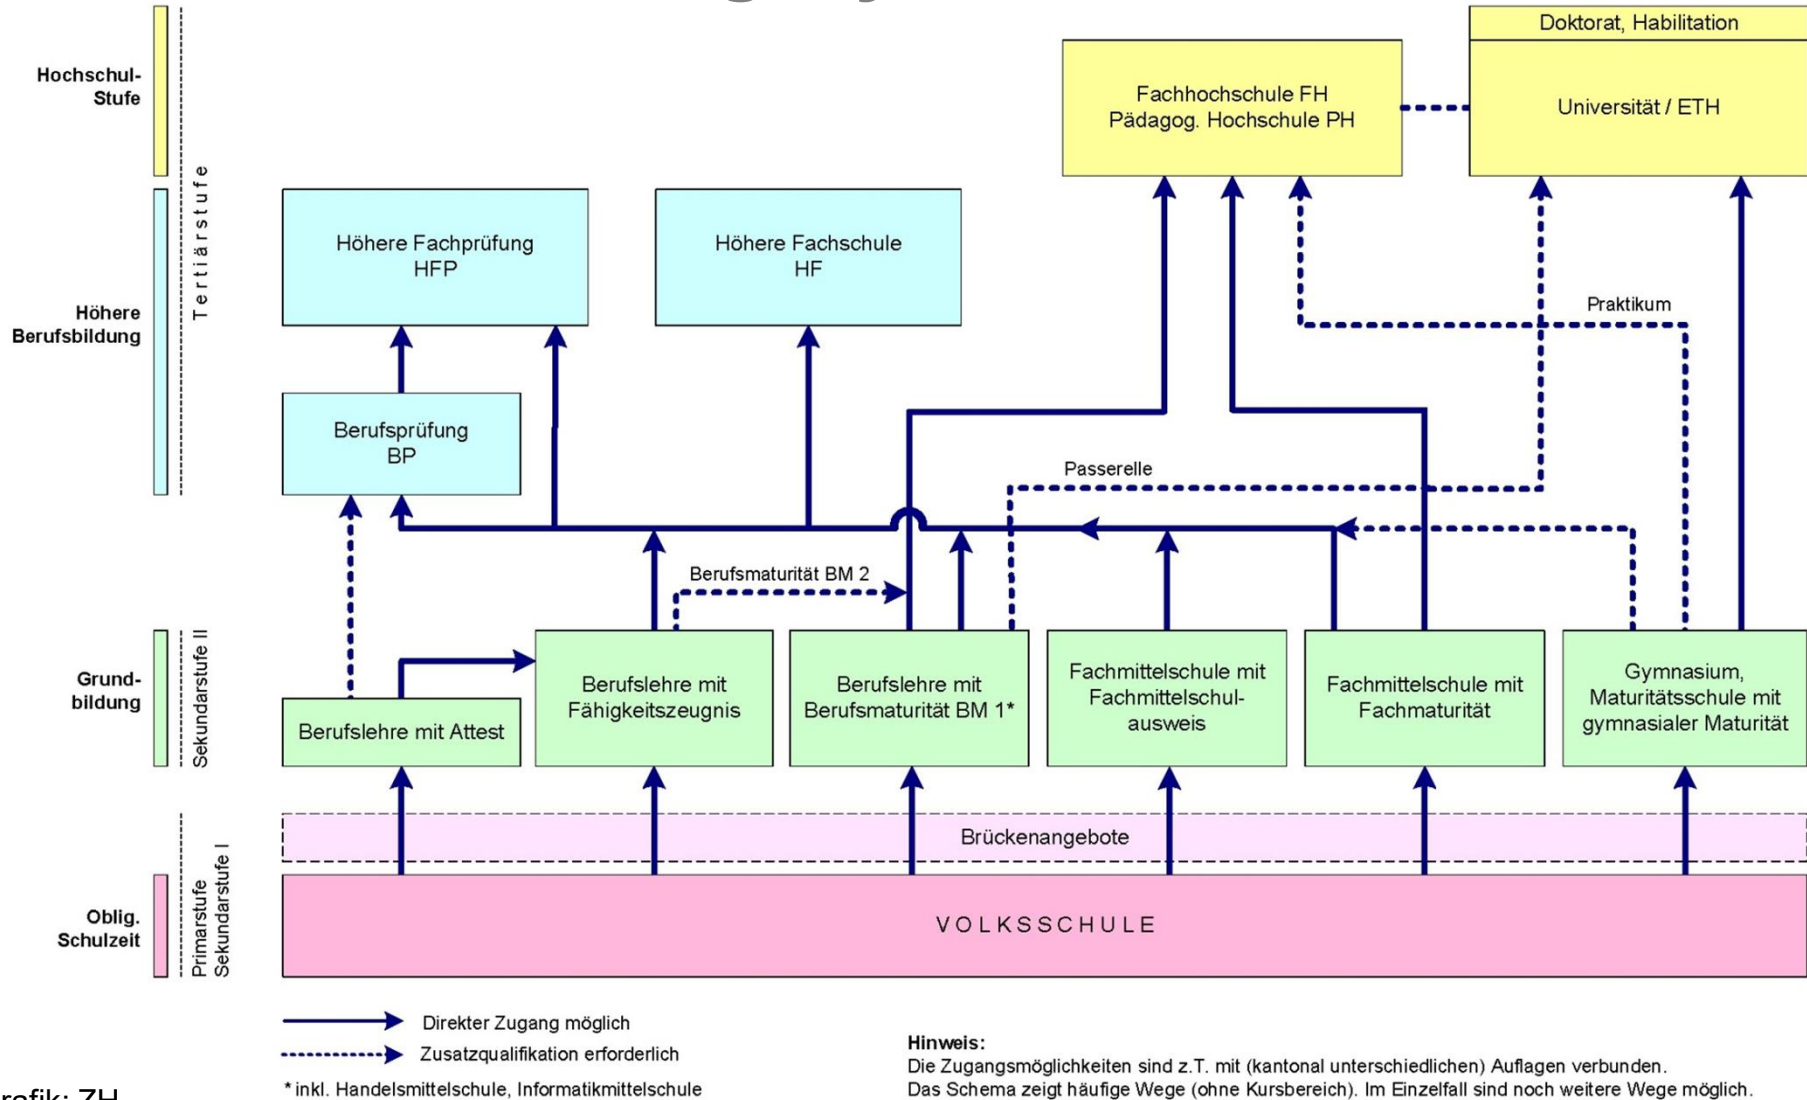 Doktorat, Habilitation
Hochschul-
Stufe
Fachhochschule FH
Pädagog. Hochschule PH
Universität / ETH
Tertiärstufe
Höhere Fachprüfung
HFP
Höhere Fachschule
HF
Höhere
Berufsbildung
Praktikum
Berufsprüfung
BP
Passerelle
Berufsmaturität BM 2
Grund-
bildung
Sekundarstufe II
Berufslehre mit Attest
Berufslehre mit
Fähigkeitszeugnis
Berufslehre mit
Berufsmaturität BM 1*
Fachmittelschule mit
Fachmittelschul-
ausweis
Fachmittelschule mit
Fachmaturität
Gymnasium,
Maturitätsschule mit
gymnasialer Maturität
Brückenangebote
Oblig.
Schulzeit
Primarstufe
Sekundarstufe I
VOLKSSCHULE
Direkter Zugang möglich
Zusatzqualifikation erforderlich
* inkl. Handelsmittelschule, Informatikmittelschule
Hinweis:
Die Zugangsmöglichkeiten sind z.T. mit (kantonal unterschiedlichen) Auflagen verbunden.
Das Schema zeigt häufige Wege (ohne Kursbereich). Im Einzelfall sind noch weitere Wege möglich.